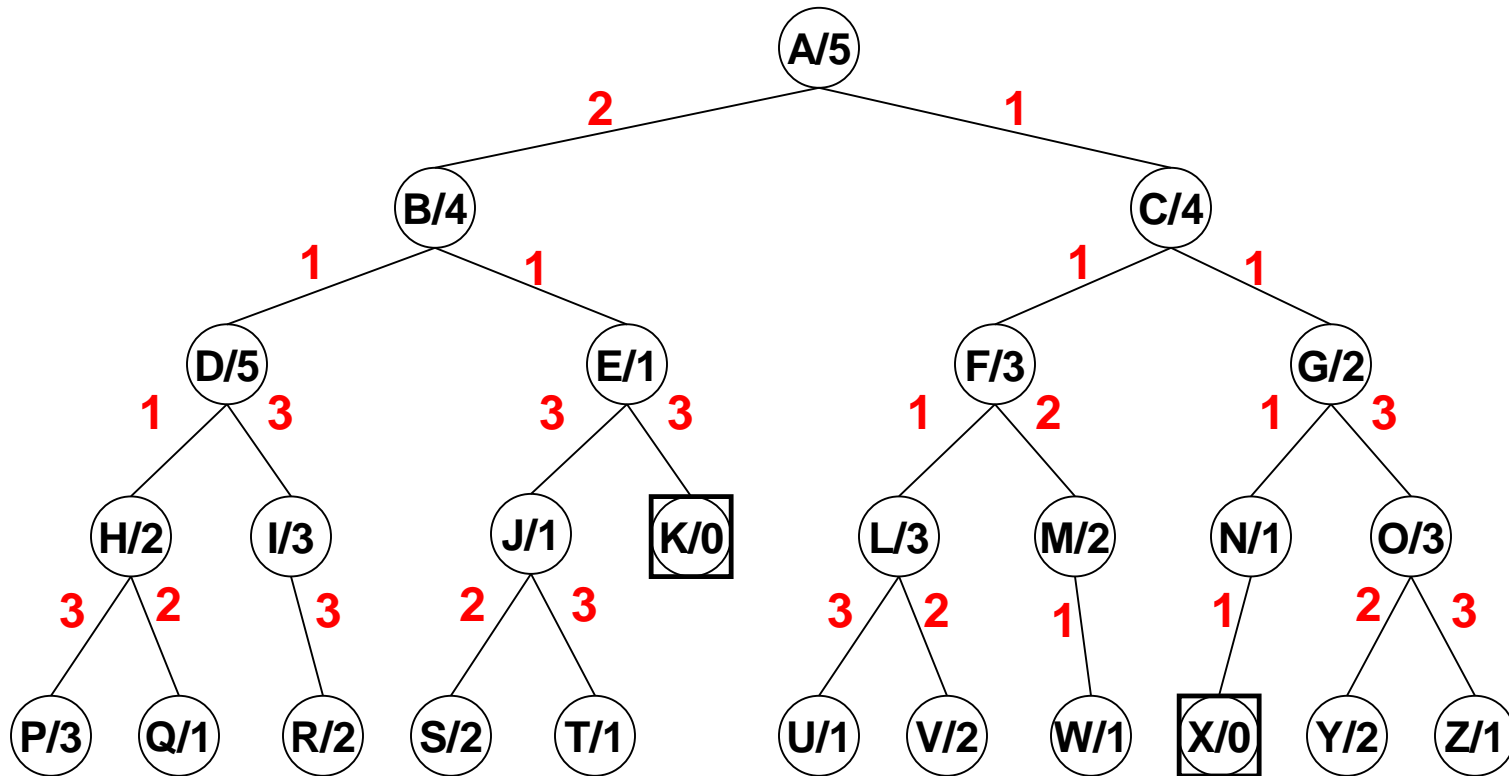 A/5
2 1
B/4 C/4
1 1 1 1
D/5 E/1 F/3 G/2
1 3 3 3 1 2 1 3
H/2 I/3 J/1 K/0 L/3 M/2 N/1 O/3
3 2 3 2 3 3 2 1 1 2 3
P/3 Q/1 R/2 S/2 T/1 U/1 V/2 W/1 X/0 Y/2 Z/1